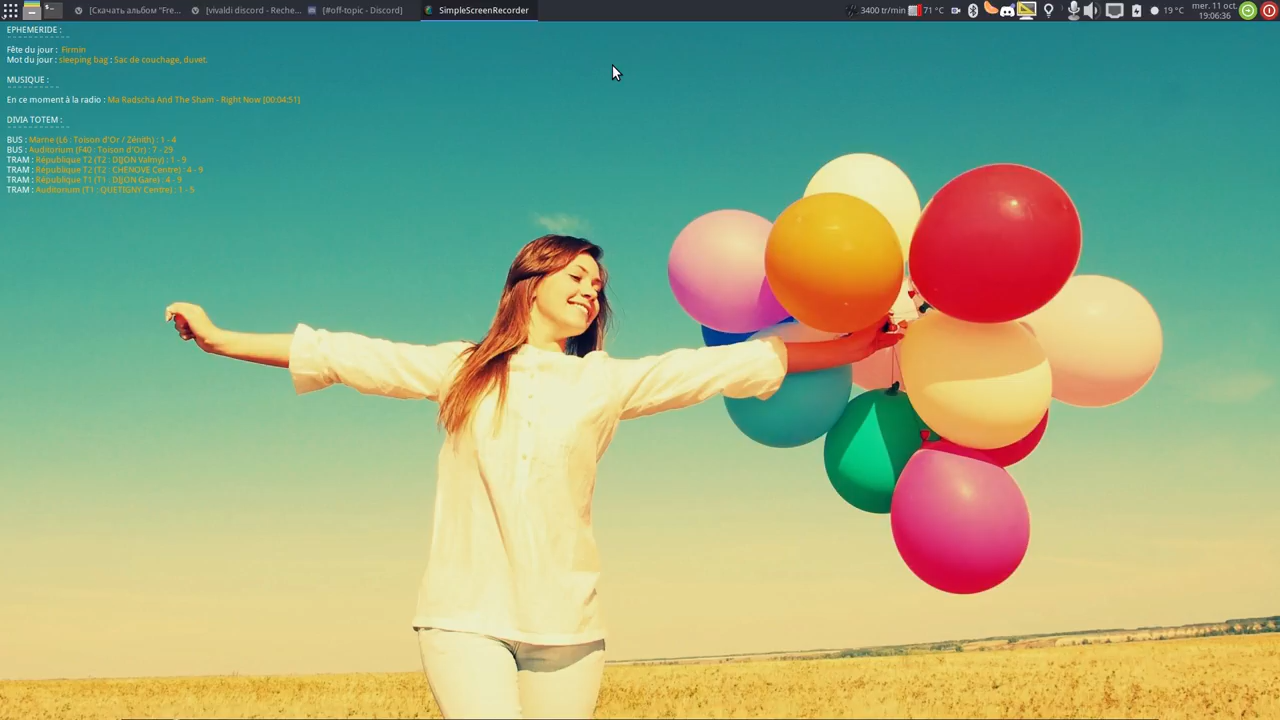 [Скачать альбом "Fre...
[vivaldi discord - Reche...
[#off-topic - Discord]
SimpleScreenRecorder
3400 tr/min
71 °C
19 °C
mer. 11 oct.
19:06:36
EPHEMERIDE :
Fête du jour : Firmin
Mot du jour : sleeping bag : Sac de couchage, duvet.
MUSIQUE :
En ce moment à la radio : Ma Radscha And The Sham - Right Now [00:04:51]
DIVIA TOTEM :
BUS : Marne (L6 : Toison d'Or / Zénith) : 1 - 4
BUS : Auditorium (F40 : Toison d'Or) : 7 - 29
TRAM : République T2 (T2 : DIJON Valmy) : 1 - 9
TRAM : République T2 (T2 : CHENOVE Centre) : 4 - 9
TRAM : République T1 (T1 : DIJON Gare) : 4 - 9
TRAM : Auditorium (T1 : QUETIGNY Centre) : 1 - 5